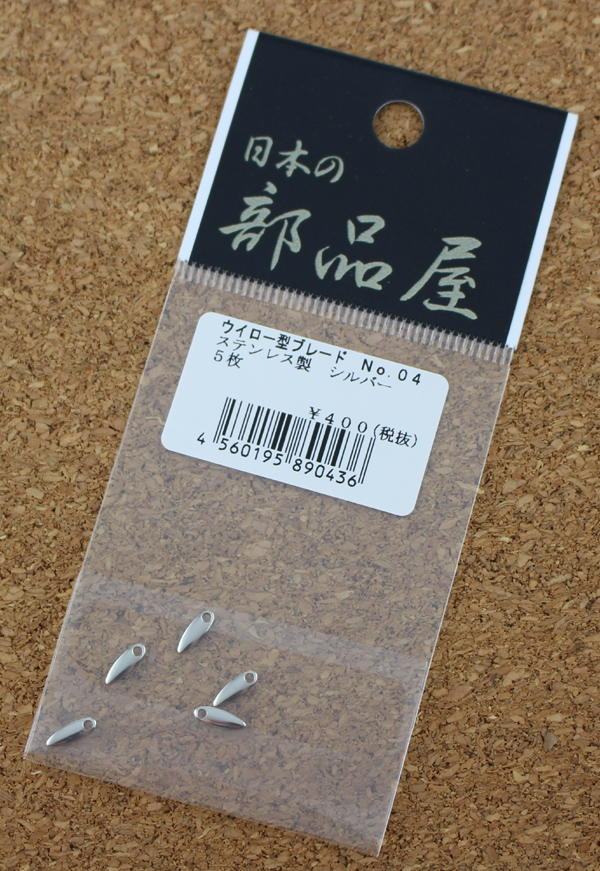 日本の
部品屋
ウイロー型ブレード No.04
ステンレス製 シルバー
5枚
¥400(税抜)
4 560195 890436